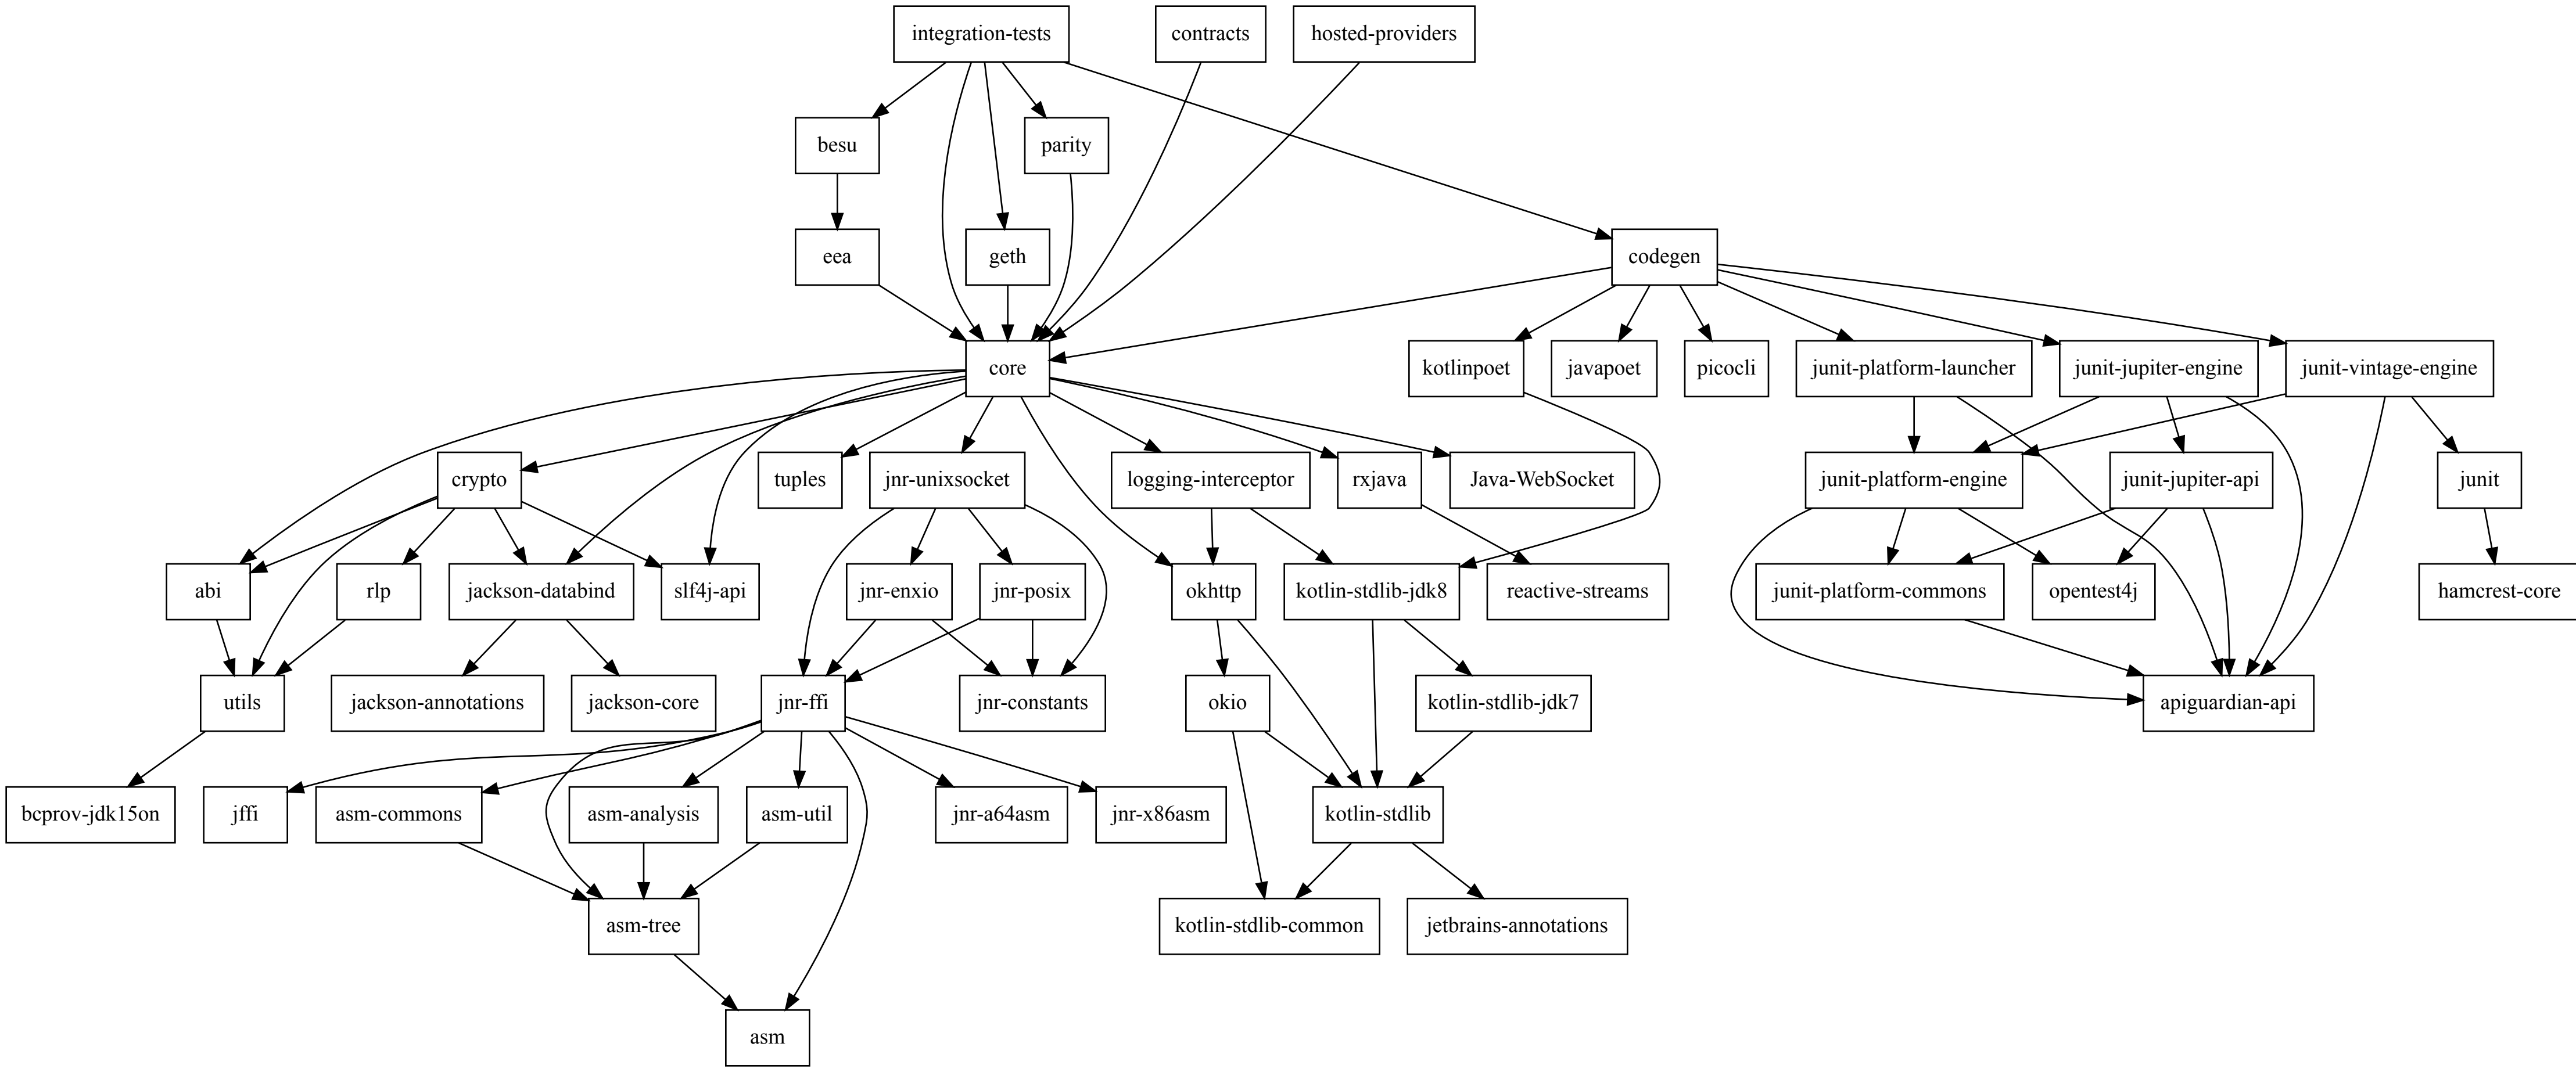 integration-tests
contracts
hosted-providers
besu
parity
eea
geth
codegen
core
kotlinpoet
javapoet
picocli
junit-platform-launcher
junit-jupiter-engine
junit-vintage-engine
crypto
tuples
jnr-unixsocket
logging-interceptor
rxjava
Java-WebSocket
junit-platform-engine
junit-jupiter-api
junit
abi
rlp
jackson-databind
slf4j-api
jnr-enxio
jnr-posix
okhttp
kotlin-stdlib-jdk8
reactive-streams
junit-platform-commons
opentest4j
hamcrest-core
utils
jackson-annotations
jackson-core
jnr-ffi
jnr-constants
okio
kotlin-stdlib-jdk7
apiguardian-api
bcprov-jdk15on
jffi
asm-commons
asm-analysis
asm-util
jnr-a64asm
jnr-x86asm
kotlin-stdlib
asm-tree
kotlin-stdlib-common
jetbrains-annotations
asm